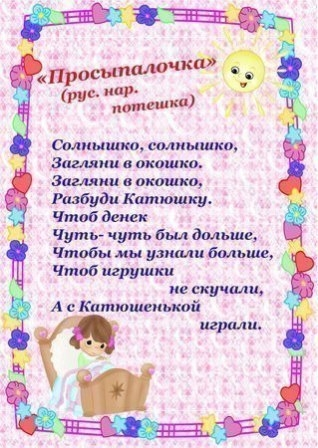 «Просыпалочка»
(рус. нар.
потешка)
Солнышко, солнышко,
Загляни в окошко.
Загляни в окошко,
Разбуди Катюшку.
Чтоб денек
Чуть- чуть был дольше,
Чтобы мы узнали больше,
Чтоб игрушки
не скучали,
А с Катюшенькой
играли.